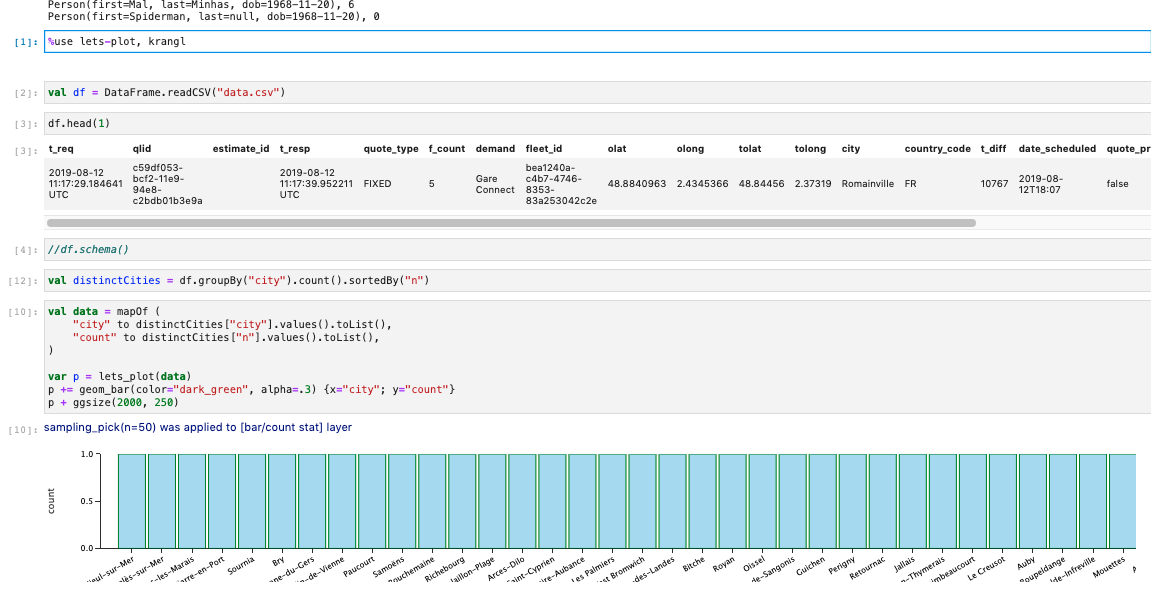 Person(first=Mal, last=Minhas, dob=1968-11-20), 6
Person(first=Spiderman, last=null, dob=1968-11-20), 0
[1]: %use lets-plot, krangl
[2]: val df = DataFrame.readCSV("data.csv")
[3]: df.head(1)
[3]: t_req qlid estimate_id t_resp quote_type f_count demand fleet_id olat olong tolat tolong city country_code t_diff date_scheduled quote_pr
2019-08-12 11:17:29.184641 UTC c59df053-bcf2-11e9-94e8-c2bdb01b3e9a 2019-08-12 11:17:39.952211 UTC FIXED 5 Gare Connect bea1240a-c4b7-4746-8353-83a253042c2e 48.8840963 2.4345366 48.84456 2.37319 Romainville FR 10767 2019-08-12T18:07 false
[4]: //df.schema()
[12]: val distinctCities = df.groupBy("city").count().sortedBy("n")
[10]: val data = mapOf (
"city" to distinctCities["city"].values().toList(),
"count" to distinctCities["n"].values().toList(),
)
var p = lets_plot(data)
p += geom_bar(color="dark_green", alpha=.3) {x="city"; y="count"}
p + ggsize(2000, 250)
[10]: sampling_pick(n=50) was applied to [bar/count stat] layer
1.0
0.5
0.0
count
ieul-sur-Mer
lès-sur-Mer
s-les-Marais
ierre-en-Port
Sournia
Bry
ne-du-Gers
in-de-Vienne
Paucourt
Samoëns
Bouchemaine
Richebourg
Jaillon-Plage
Arces-Dilo
Saint-Cyprien
ire-Aubance
Les Palmiers
st Bromwich
-des-Landes
Bitche
Royan
Oissel
de-Sangonis
Guichen
Perigny
Retournac
Jallais
n-Thymerais
imbeaucourt
Le Creusot
Auby
Roupeldange
lde-Infreville
Mouettes